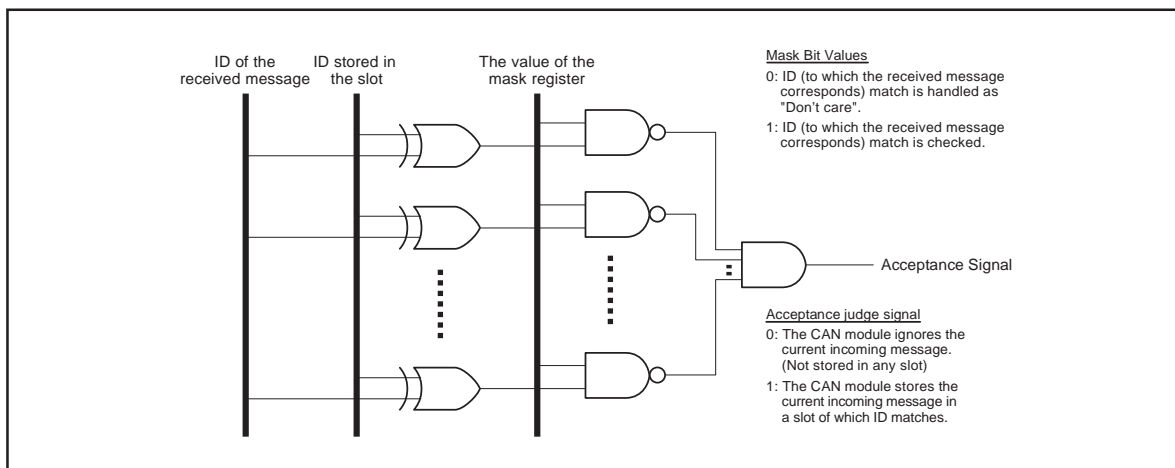 ID of the
received message
ID stored in
the slot
The value of the
mask register
Mask Bit Values
0: ID (to which the received message
corresponds) match is handled as
"Don't care".
1: ID (to which the received message
corresponds) match is checked.
Acceptance Signal
Acceptance judge signal
0: The CAN module ignores the
current incoming message.
(Not stored in any slot)
1: The CAN module stores the
current incoming message in
a slot of which ID matches.